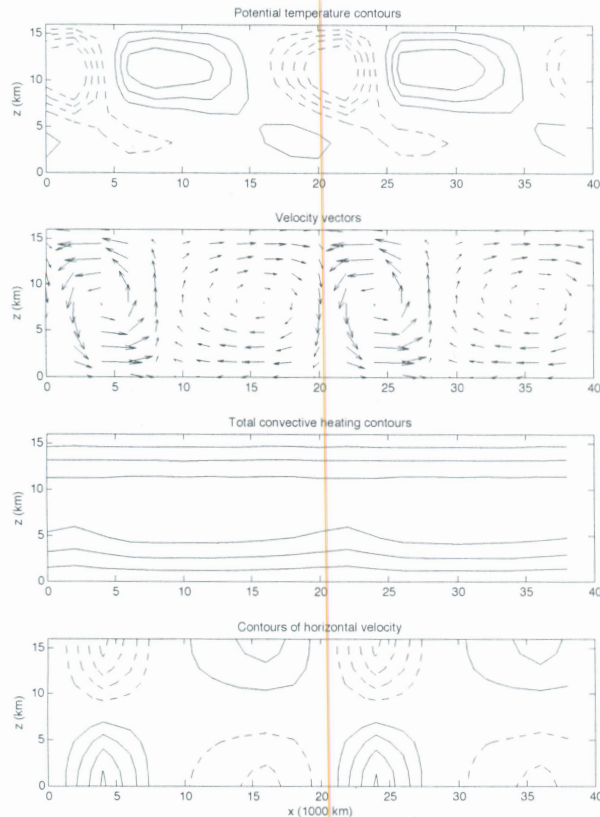 Potential temperature contours
15
10
5
0
z (km)
0 5 10 15 20 25 30 35 40
Velocity vectors
15
10
5
0
z (km)
0 5 10 15 20 25 30 35 40
Total convective heating contours
15
10
5
0
z (km)
0 5 10 15 20 25 30 35 40
Contours of horizontal velocity
15
10
5
0
z (km)
0 5 10 15 20 25 30 35 40
x (1000 km)